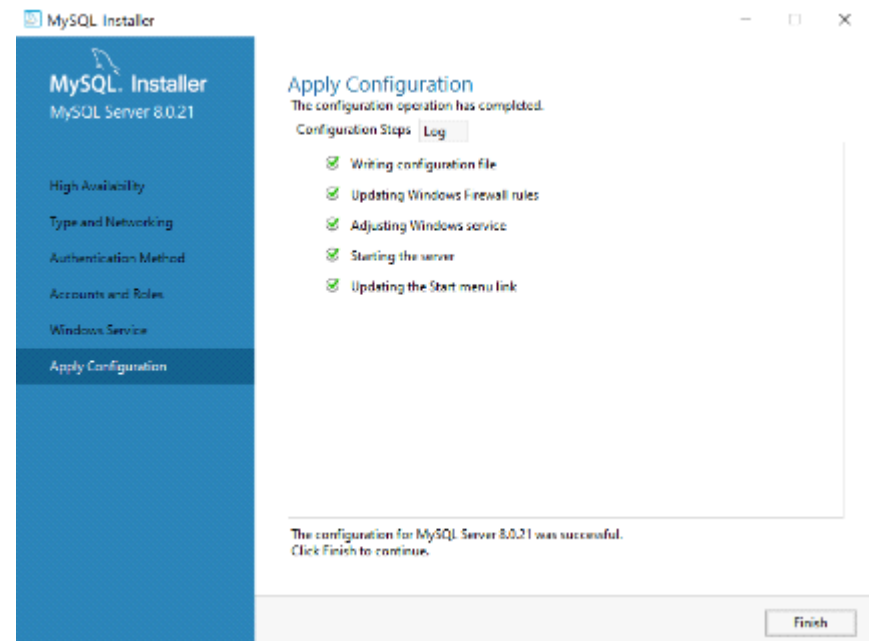 MySQL Installer
MySQL. Installer
MySQL Server 8.0.21
High Availability
Type and Networking
Authentication Method
Accounts and Roles
Windows Service
Apply Configuration
Apply Configuration
The configuration operation has completed.
Configuration Steps Log
Writing configuration file
Updating Windows Firewall rules
Adjusting Windows service
Starting the server
Updating the Start menu link
The configuration for MySQL Server 8.0.21 was successful.
Click Finish to continue.
Finish